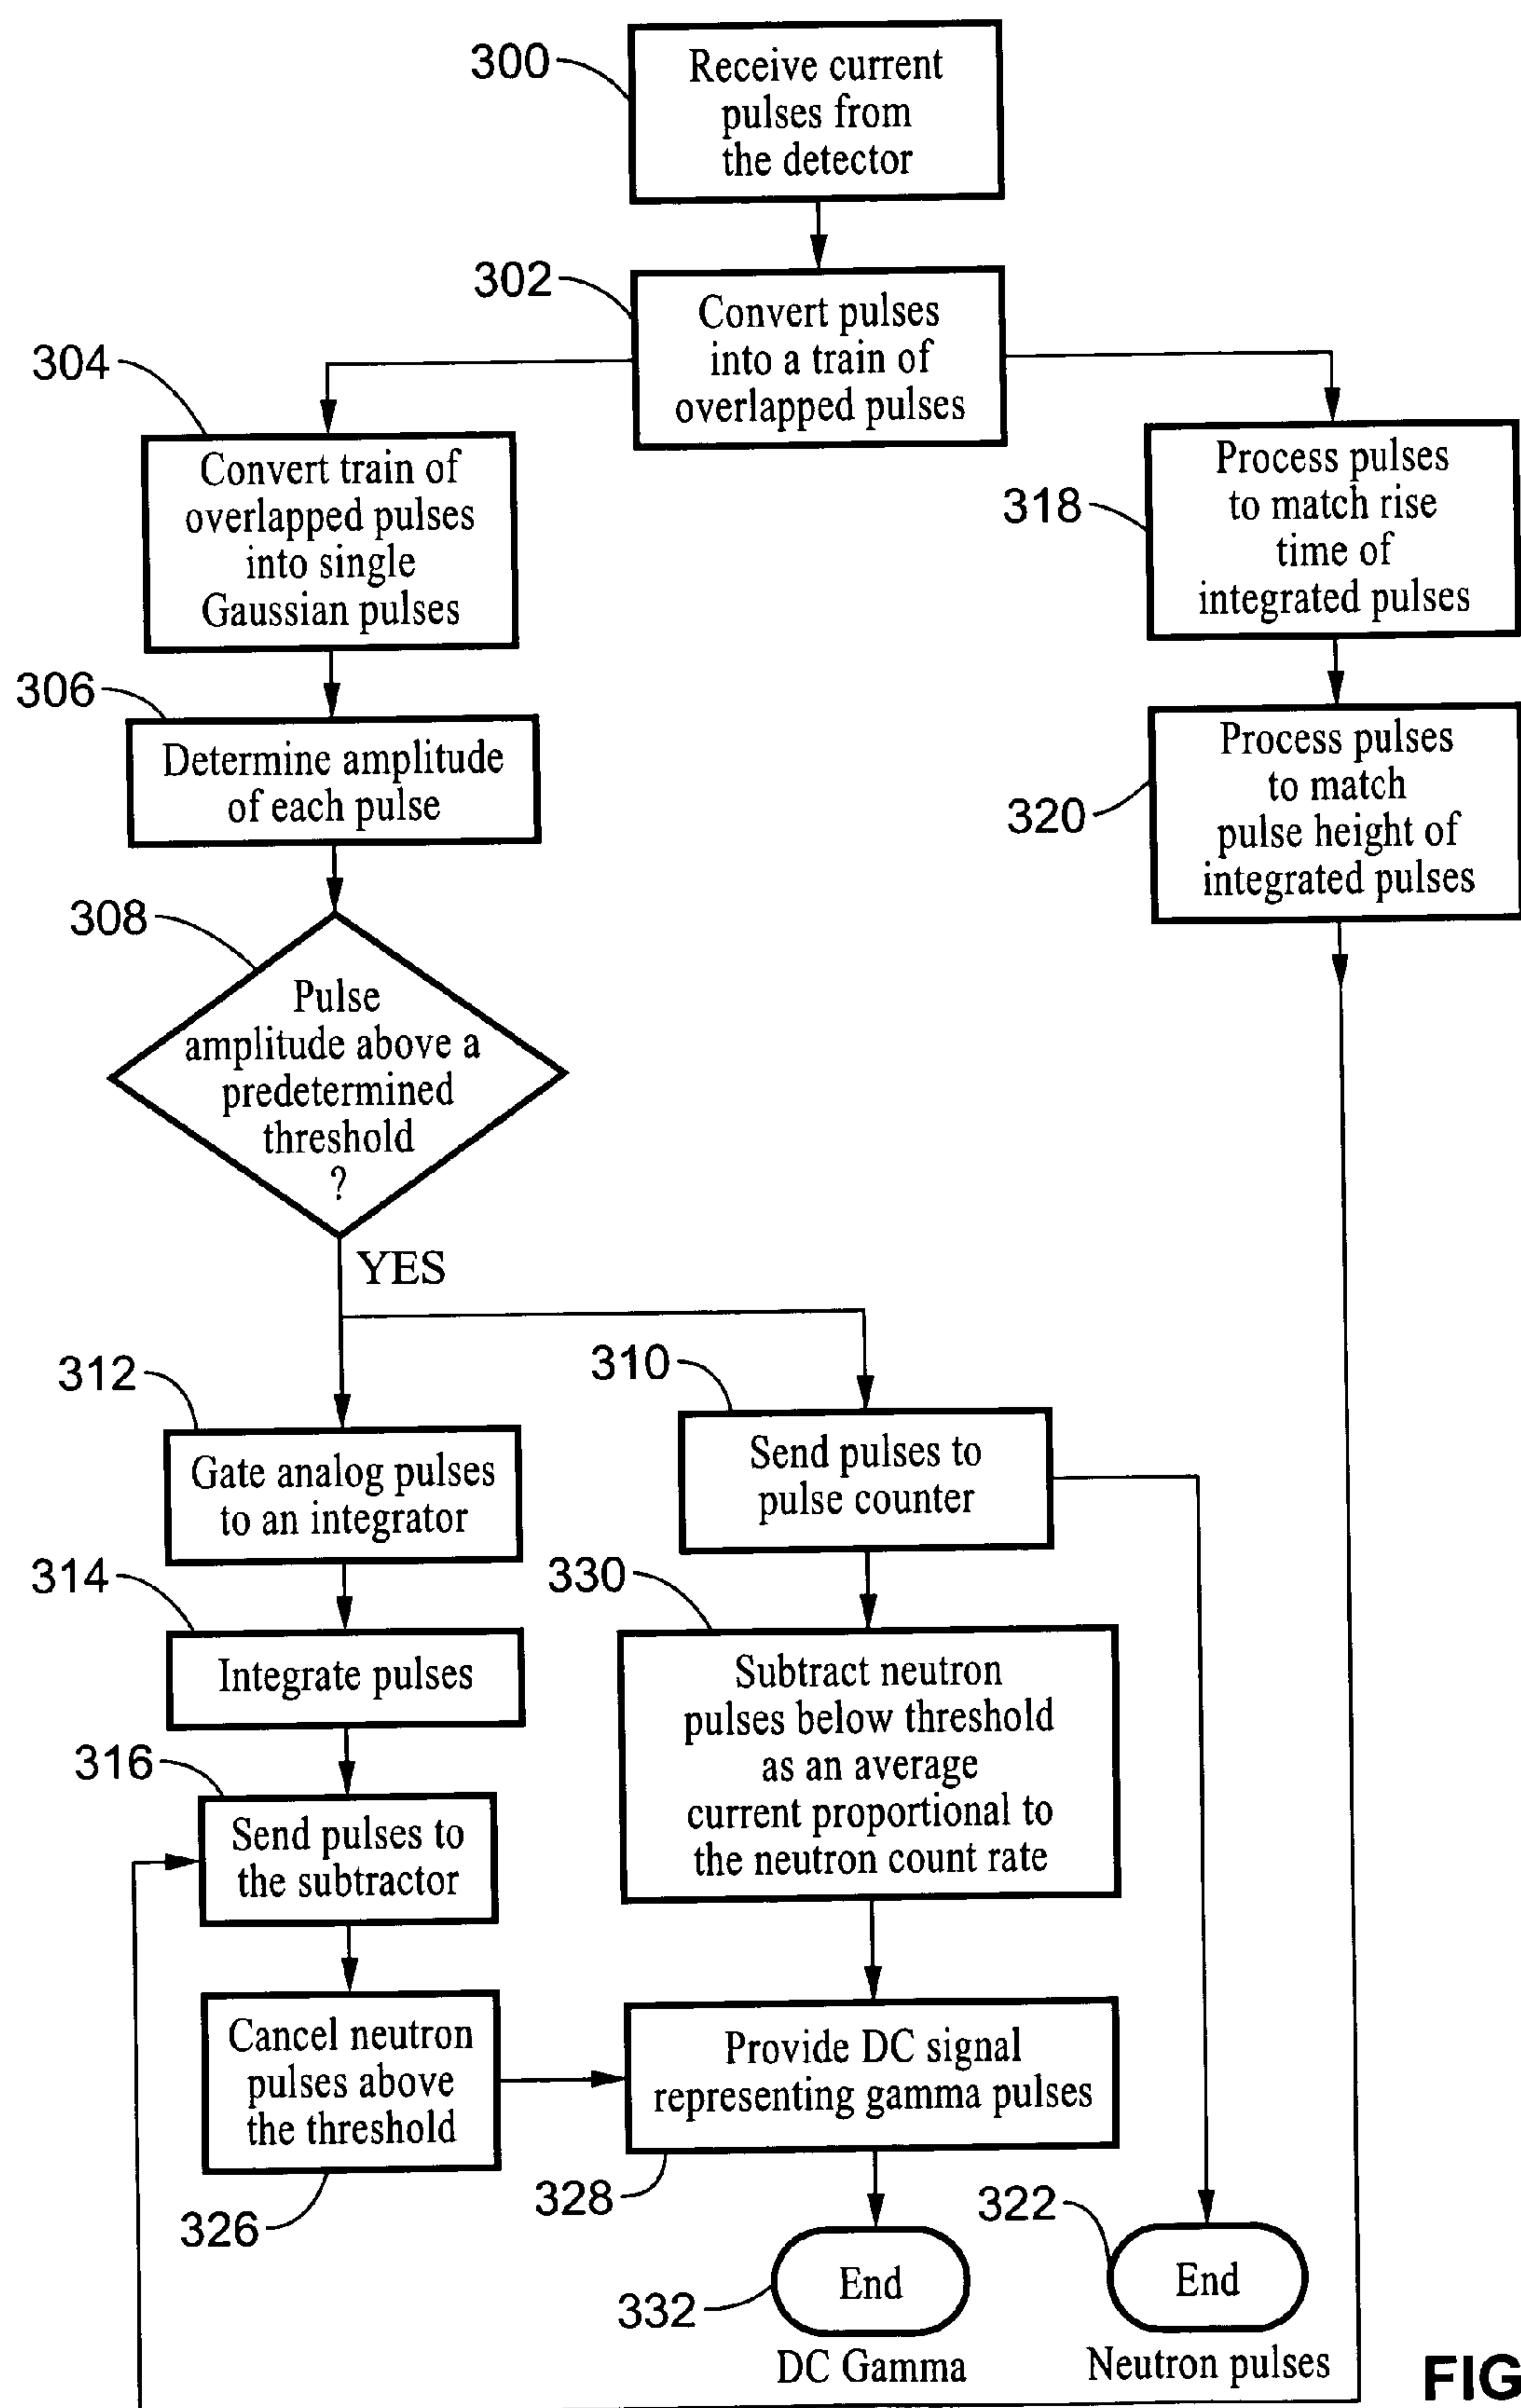 300
Receive current
pulses from
the detector
302
Convert pulses
into a train of
overlapped pulses
304
Convert train of
overlapped pulses
into single
Gaussian pulses
318
Process pulses
to match rise
time of
integrated pulses
306
Determine amplitude
of each pulse
320
Process pulses
to match
pulse height of
integrated pulses
308
Pulse
amplitude above a
predetermined
threshold
?
YES
312
Gate analog pulses
to an integrator
310
Send pulses to
pulse counter
314
Integrate pulses
330
Subtract neutron
pulses below threshold
as an average
current proportional to
the neutron count rate
316
Send pulses to
the subtractor
326
Cancel neutron
pulses above
the threshold
328
Provide DC signal
representing gamma pulses
332
End
DC Gamma
322
End
Neutron pulses
FIG